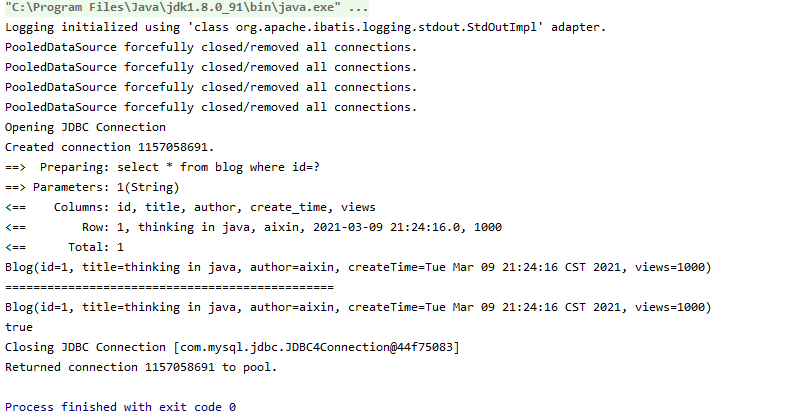 "C:\Program Files\Java\jdk1.8.0_91\bin\java.exe" ...
Logging initialized using 'class org.apache.ibatis.logging.stdout.StdOutImpl' adapter.
PooledDataSource forcefully closed/removed all connections.
PooledDataSource forcefully closed/removed all connections.
PooledDataSource forcefully closed/removed all connections.
PooledDataSource forcefully closed/removed all connections.
Opening JDBC Connection
Created connection 1157058691.
==>  Preparing: select * from blog where id=?
==> Parameters: 1(String)
<==    Columns: id, title, author, create_time, views
<==        Row: 1, thinking in java, aixin, 2021-03-09 21:24:16.0, 1000
<==      Total: 1
Blog(id=1, title=thinking in java, author=aixin, createTime=Tue Mar 09 21:24:16 CST 2021, views=1000)
===============================================
Blog(id=1, title=thinking in java, author=aixin, createTime=Tue Mar 09 21:24:16 CST 2021, views=1000)
true
Closing JDBC Connection [com.mysql.jdbc.JDBC4Connection@44f75083]
Returned connection 1157058691 to pool.
Process finished with exit code 0